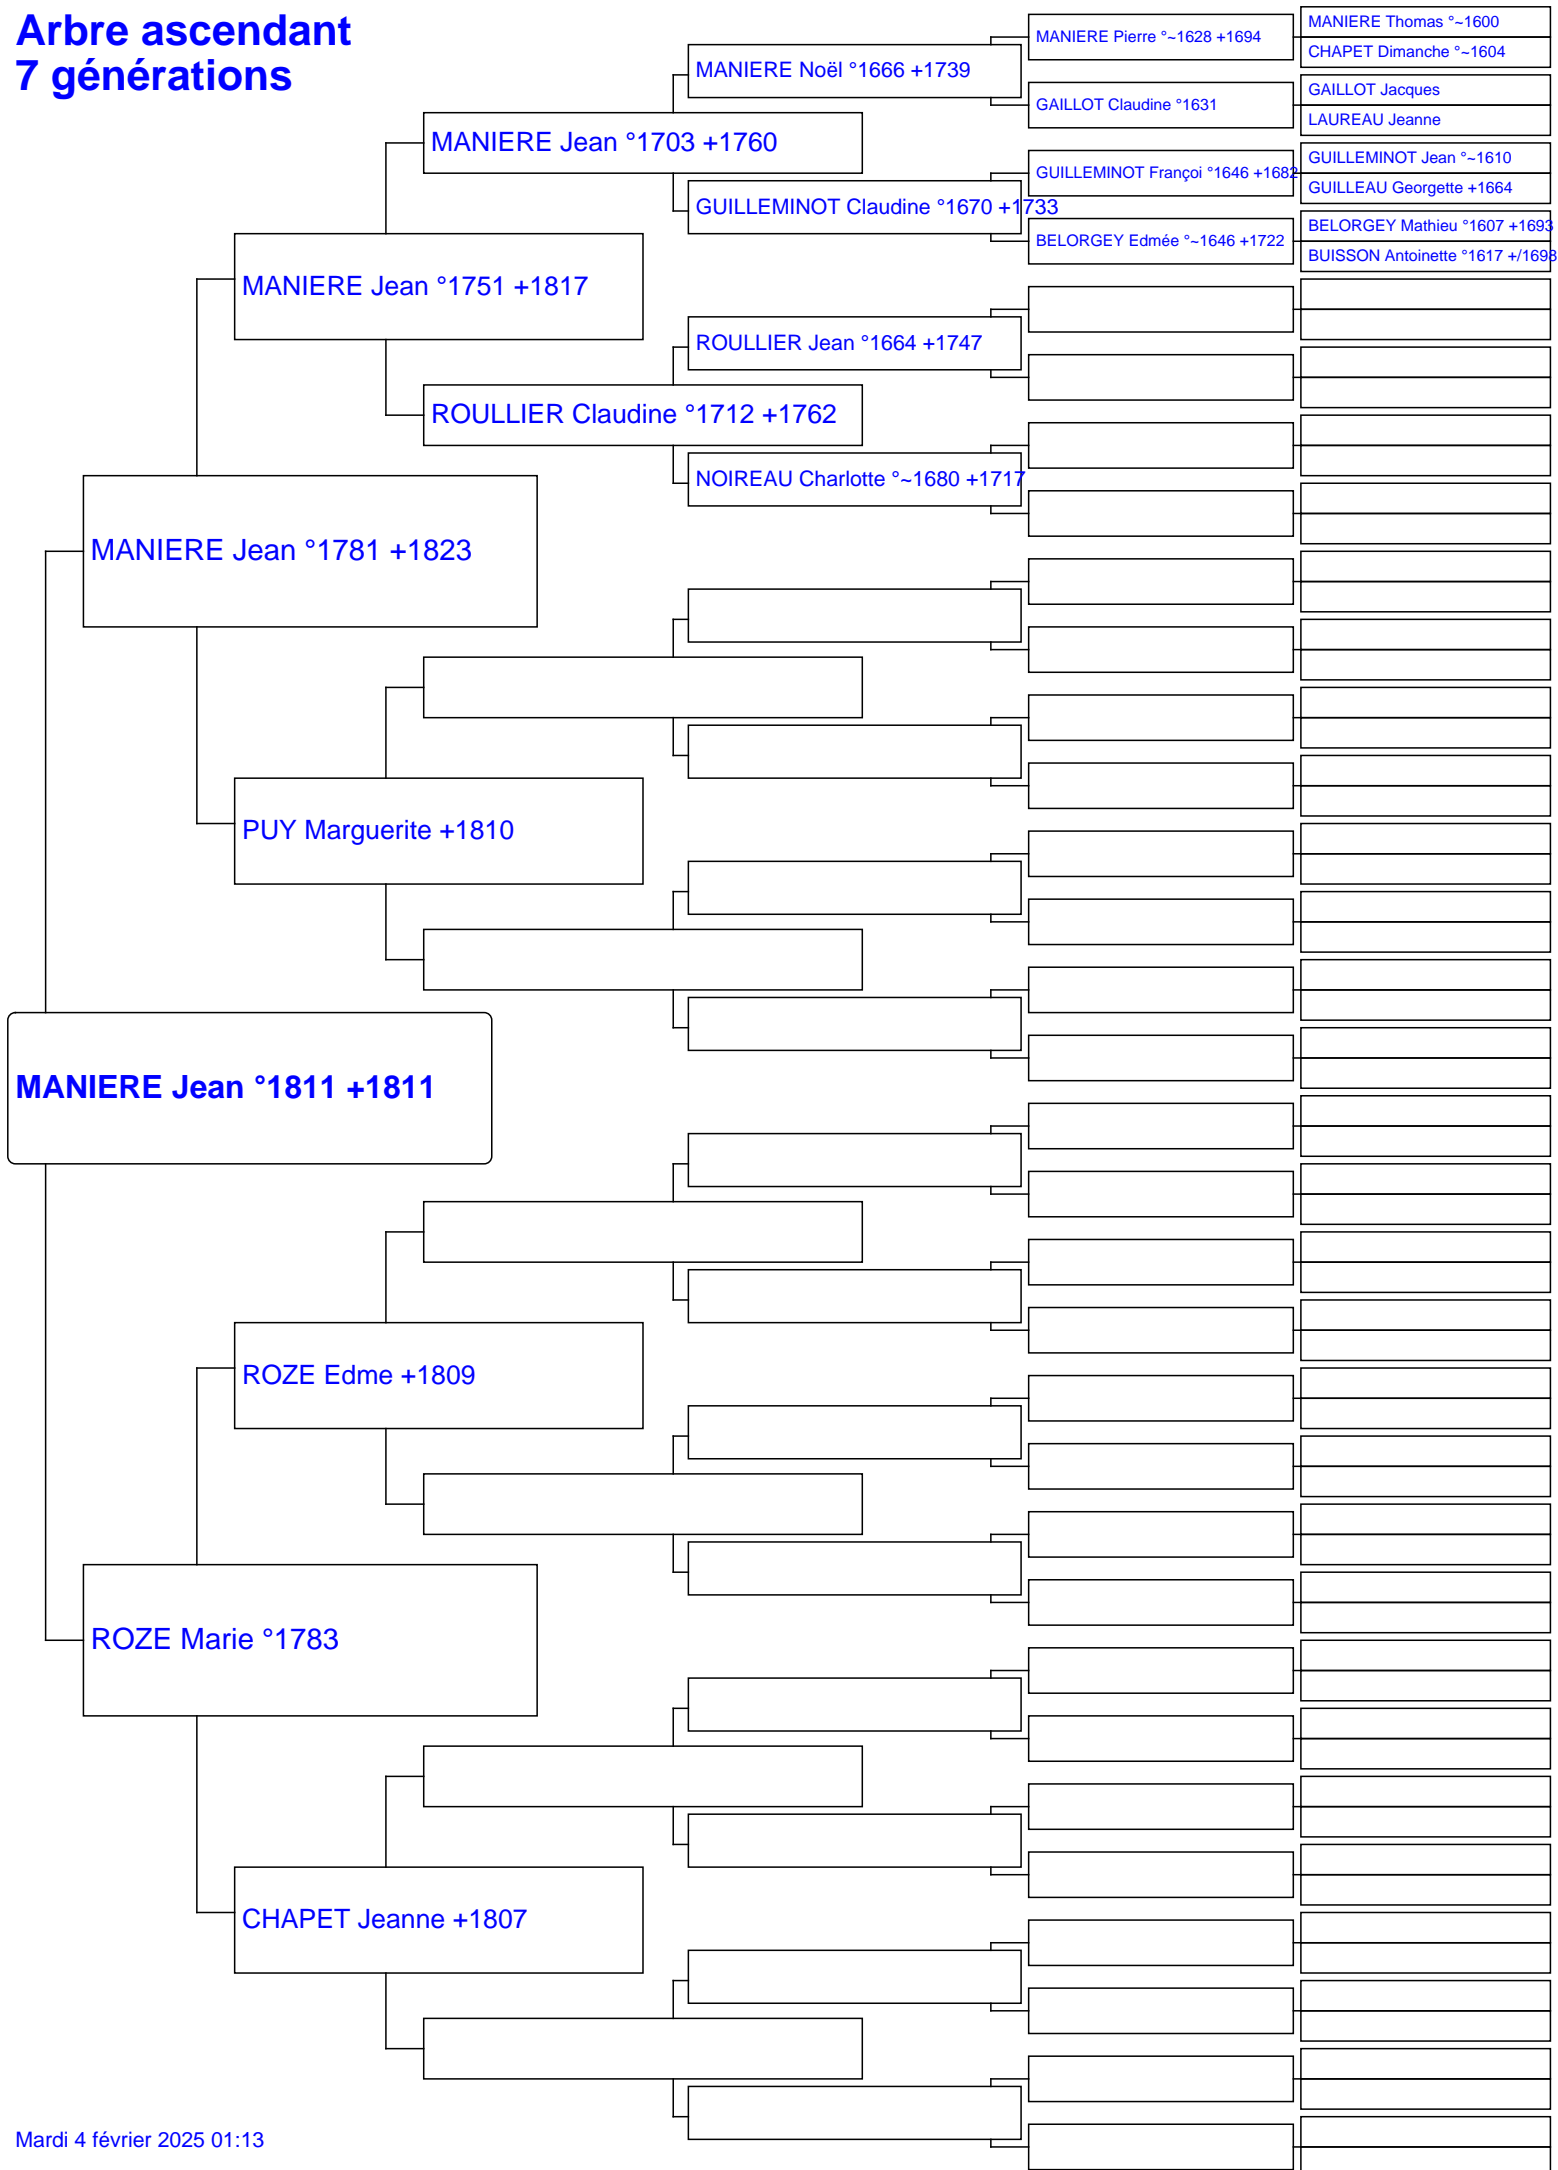 Arbre ascendant
7 générations
MANIERE Thomas °~1600
MANIERE Pierre °~1628 +1694
CHAPET Dimanche °~1604
MANIERE Noël °1666 +1739
GAILLOT Jacques
GAILLOT Claudine °1631
LAUREAU Jeanne
MANIERE Jean °1703 +1760
GUILLEMINOT Jean °~1610
GUILLEMINOT Françoi °1646 +1682
GUILLEAU Georgette +1664
GUILLEMINOT Claudine °1670 +1733
BELORGEY Mathieu °1607 +1693
BELORGEY Edmée °~1646 +1722
BUISSON Antoinette °1617 +/1698
MANIERE Jean °1751 +1817
ROULLIER Jean °1664 +1747
ROULLIER Claudine °1712 +1762
NOIREAU Charlotte °~1680 +1717
MANIERE Jean °1781 +1823
PUY Marguerite +1810
MANIERE Jean °1811 +1811
ROZE Edme +1809
ROZE Marie °1783
CHAPET Jeanne +1807
Mardi 4 février 2025 01:13